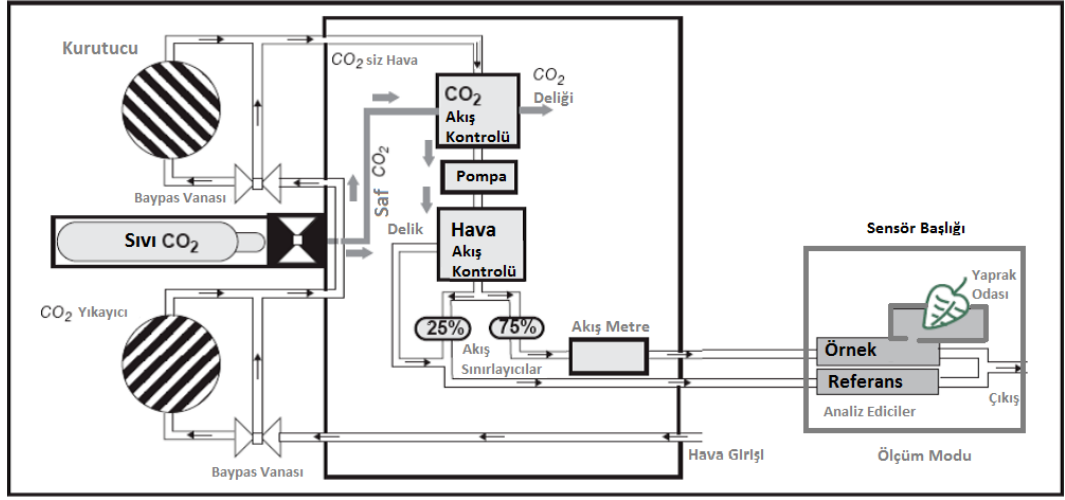 Kurutucu
CO2 siz Hava
CO2
Akış
Kontrolü
CO2
Deliği
Pompa
Baypas Vanası
Saf CO2
Delik
Hava
Akış
Kontrolü
Sıvı CO2
Sensör Başlığı
Yaprak
Odası
CO2 Yıkayıcı
25%
75%
Akış Metre
Akış
Sınırlayıcılar
Örnek
Referans
Analiz Ediciler
Çıkış
Baypas Vanası
Hava Girişi
Ölçüm Modu